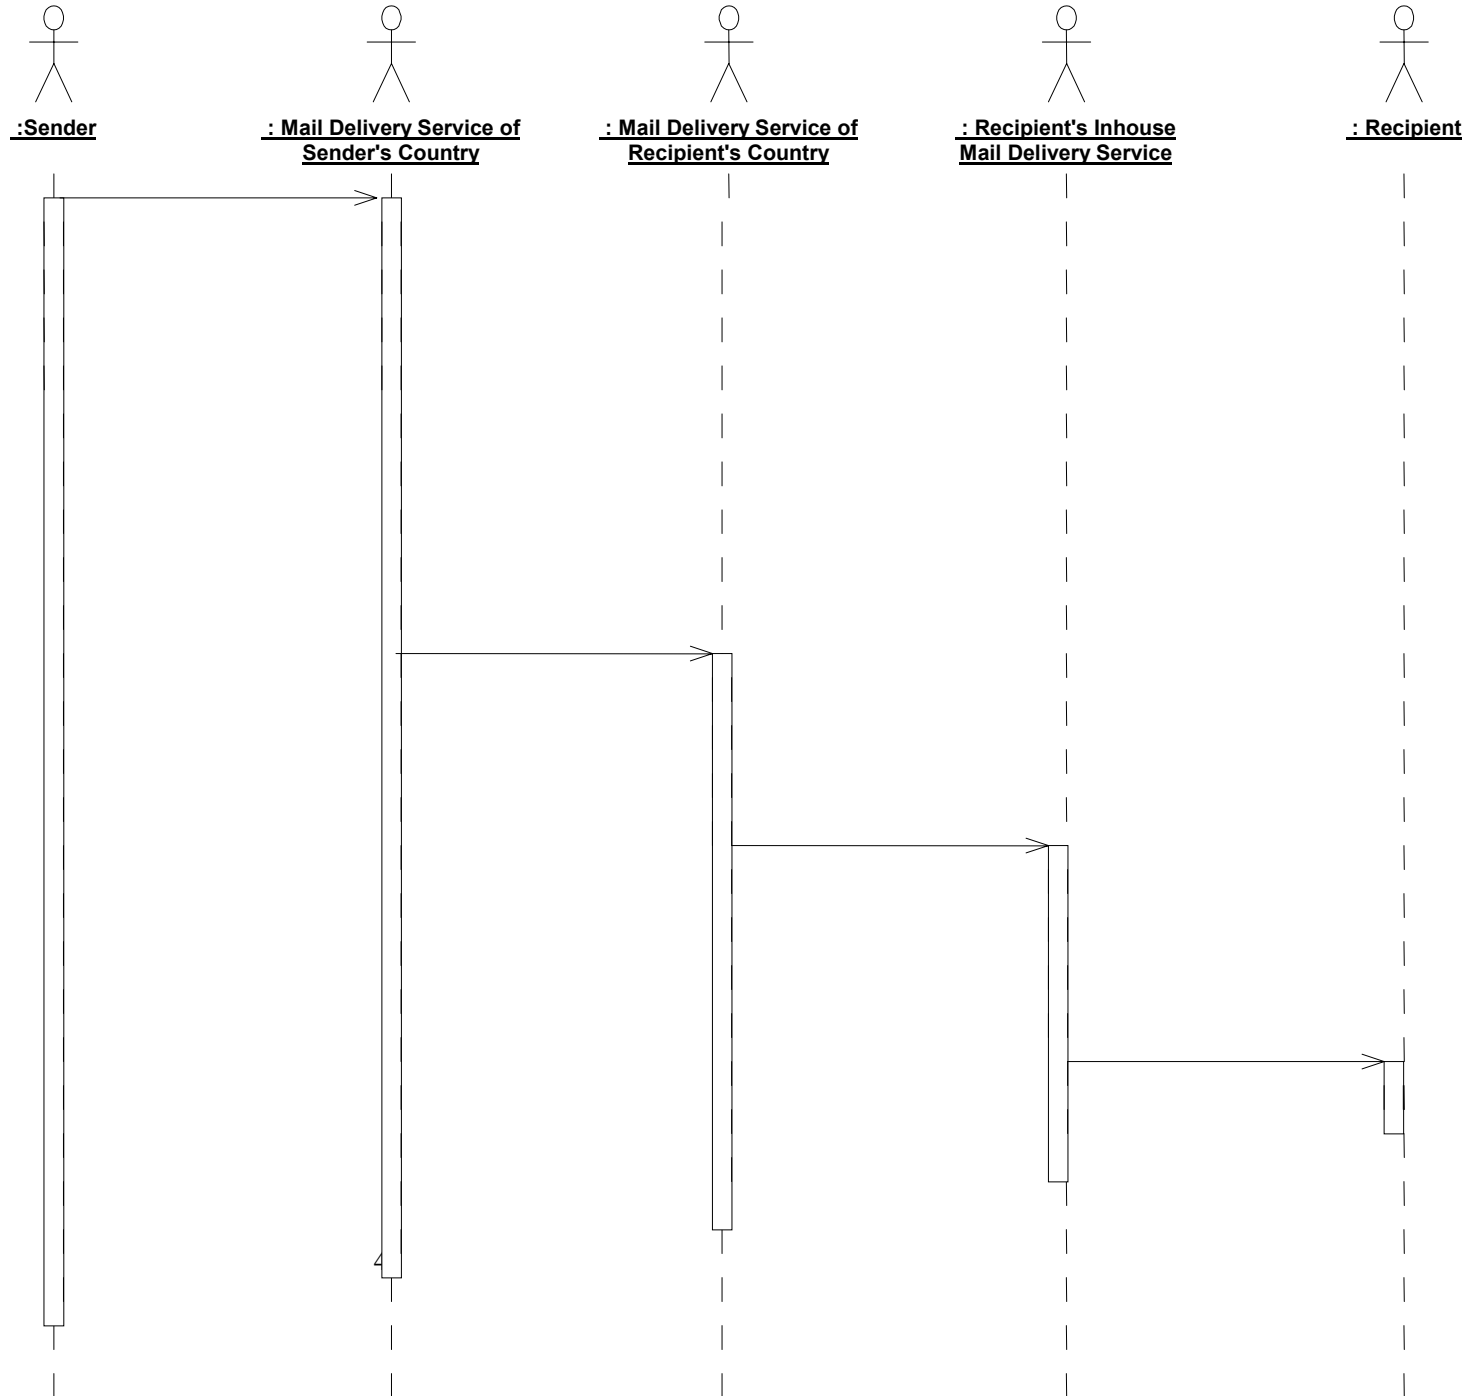 :Sender
: Mail Delivery Service of
Sender's Country
: Mail Delivery Service of
Recipient's Country
: Recipient's Inhouse
Mail Delivery Service
: Recipient